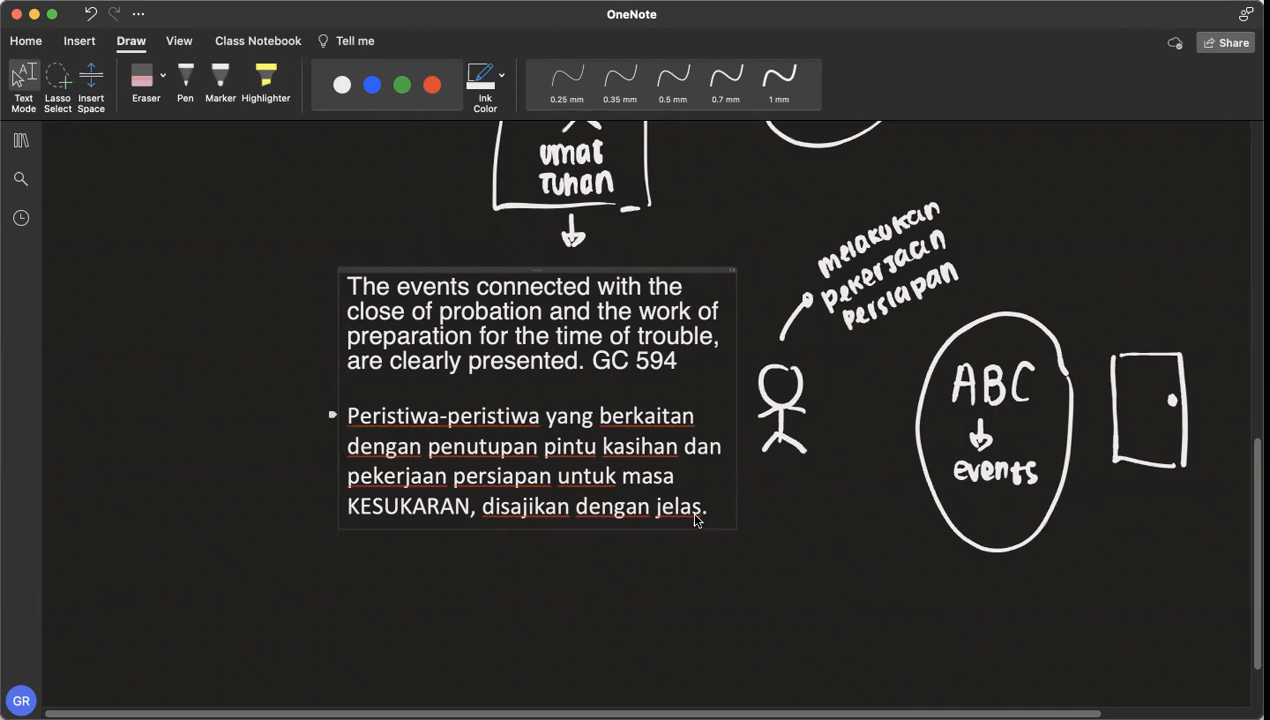 OneNote
Home Insert Draw View Class Notebook Tell me
Share
Text Mode
Lasso Select
Insert Space
Eraser
Pen
Marker
Highlighter
Ink Color
0.25 mm
0.35 mm
0.5 mm
0.7 mm
1 mm
umat
Tuhan
melakukan
pekerjaan
persiapan
The events connected with the
close of probation and the work of
preparation for the time of trouble,
are clearly presented. GC 594
Peristiwa-peristiwa yang berkaitan
dengan penutupan pintu kasihan dan
pekerjaan persiapan untuk masa
KESUKARAN, disajikan dengan jelas.
ABC
events
GR